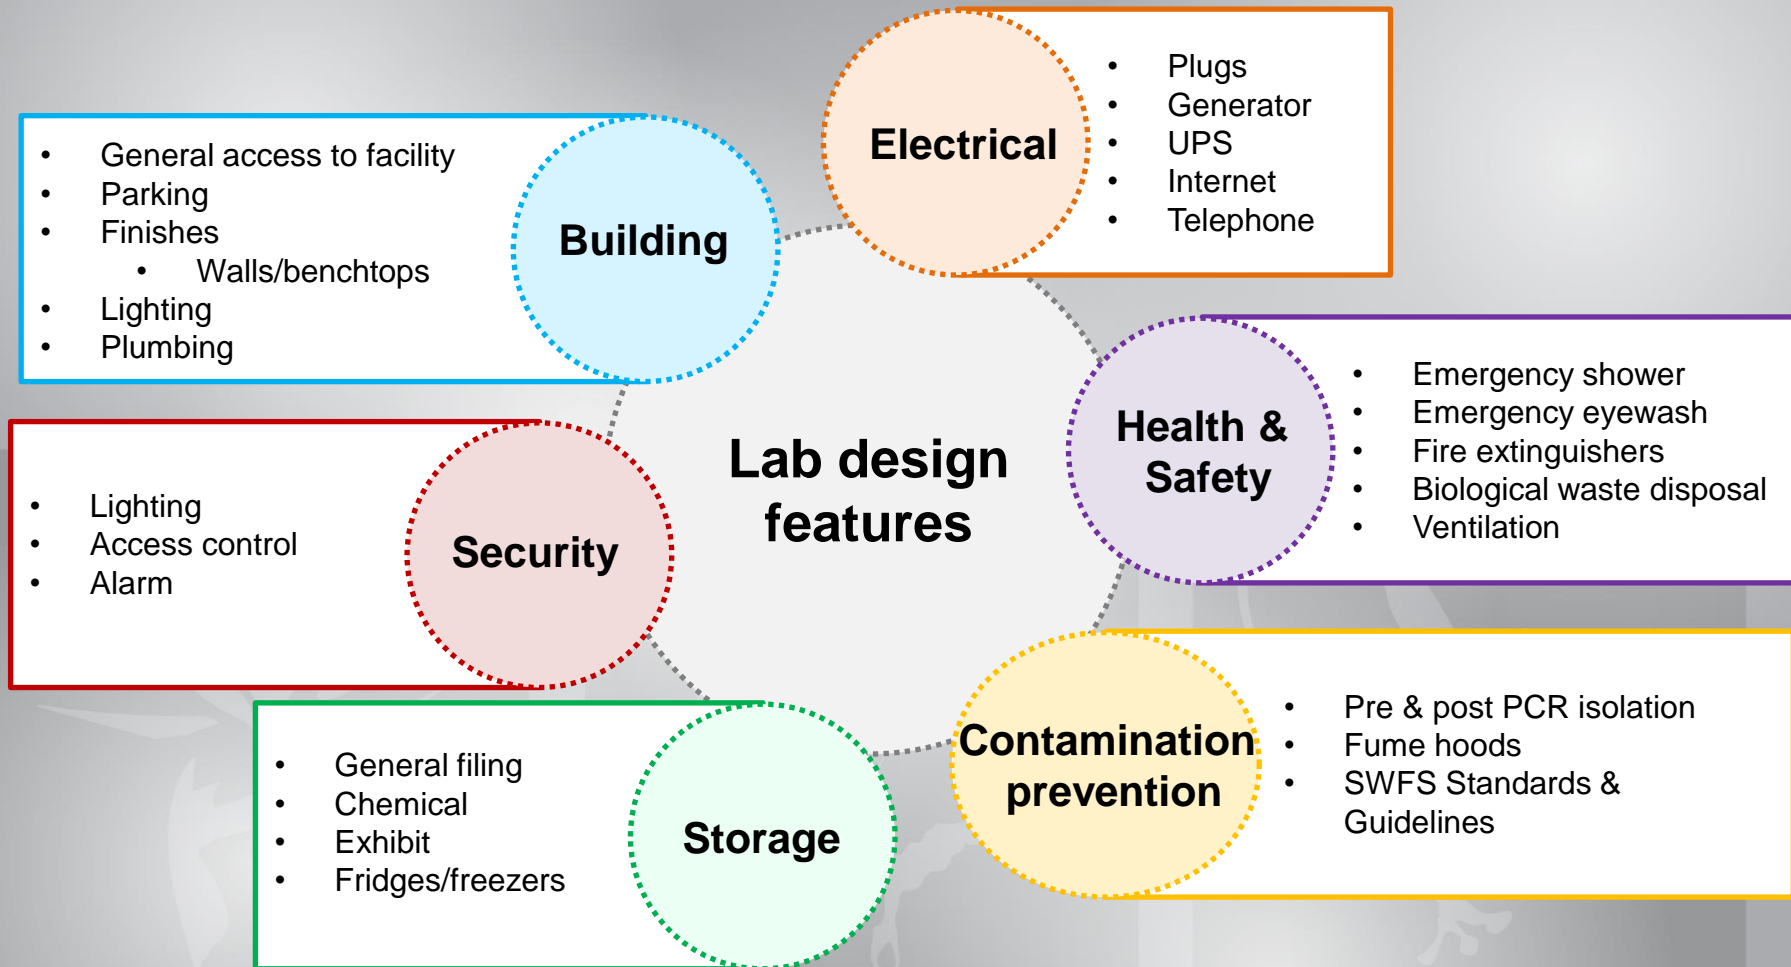 Electrical
• Plugs
• Generator
• UPS
• Internet
• Telephone
• General access to facility
• Parking
• Finishes
• Walls/benchtops
• Lighting
• Plumbing
Building
Lab design
features
Health &
Safety
• Emergency shower
• Emergency eyewash
• Fire extinguishers
• Biological waste disposal
• Ventilation
• Lighting
• Access control
• Alarm
Security
Contamination
prevention
• Pre & post PCR isolation
• Fume hoods
• SWFS Standards &
Guidelines
• General filing
• Chemical
• Exhibit
• Fridges/freezers
Storage